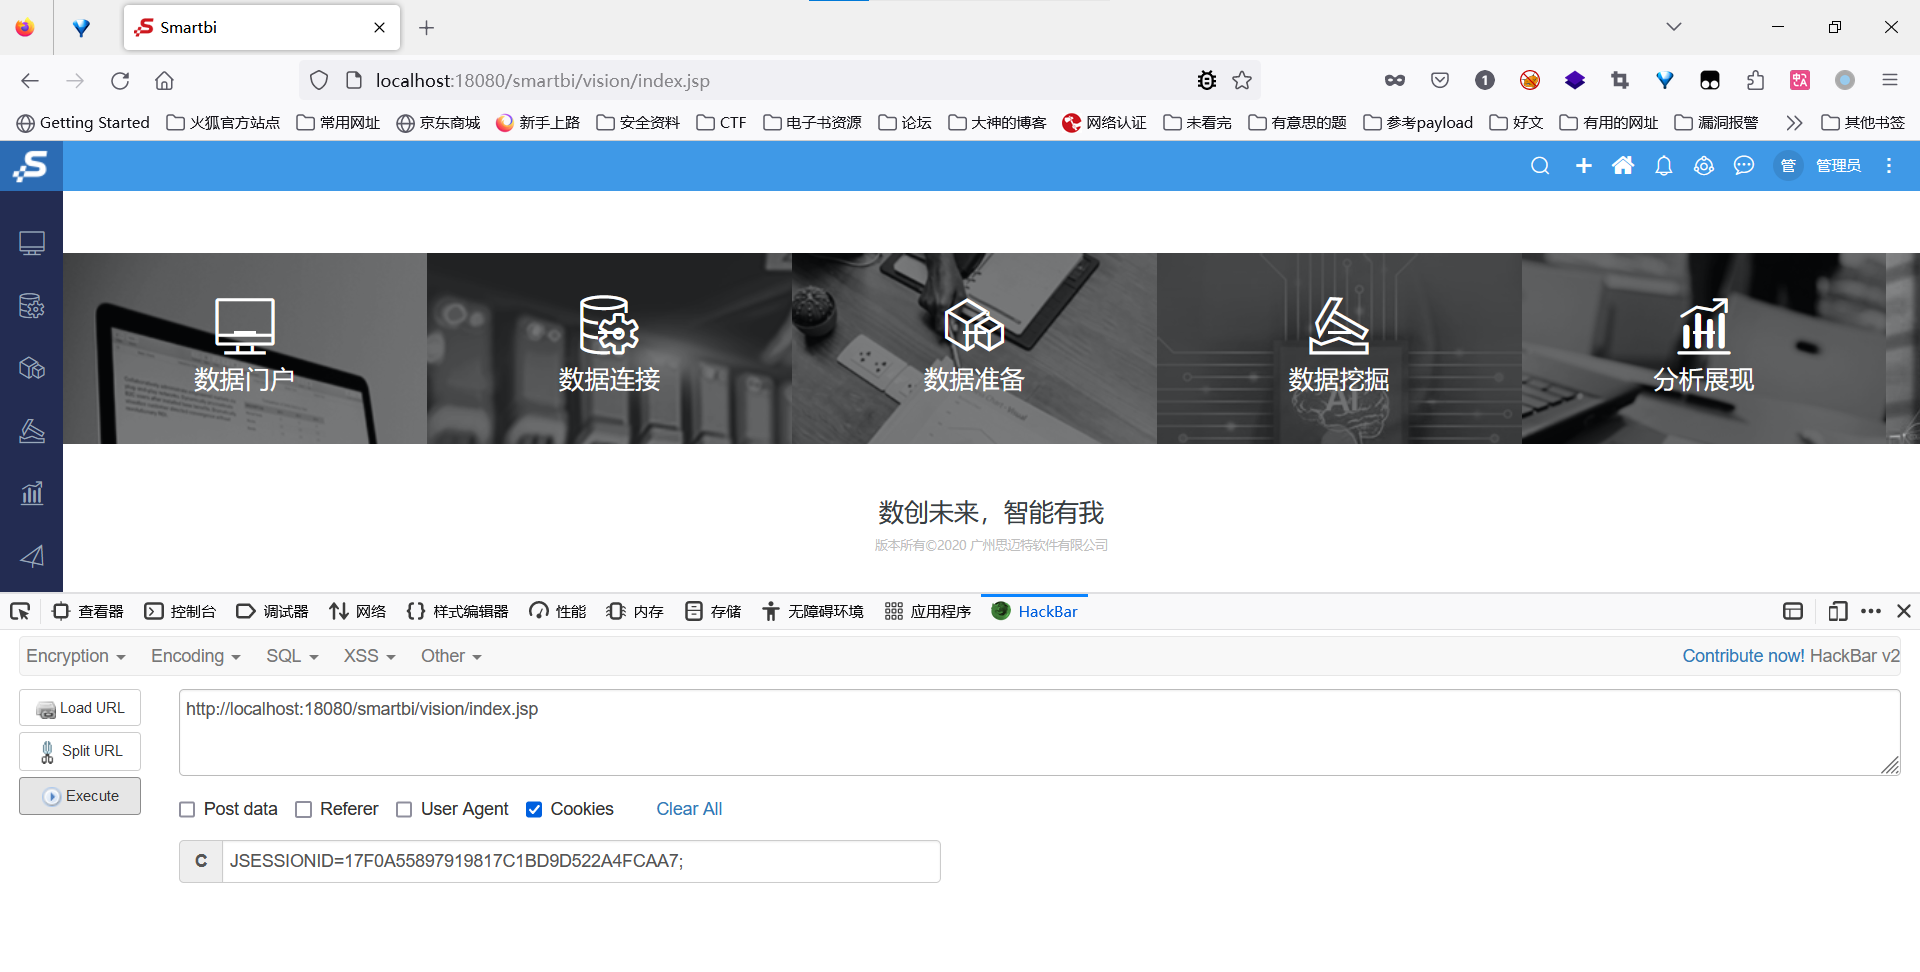 Smartbi
localhost:18080/smartbi/vision/index.jsp
1
Getting Started 火狐官方站点 常用网址 京东商城 新手上路 安全资料 CTF 电子书资源 论坛 大神的博客 网络认证 未看完 有意思的题 参考payload 好文 有用的网址 漏洞报警 其他书签
管 管理员
数据门户 数据连接 数据准备 数据挖掘 分析展现
AI
数创未来，智能有我
版本所有©2020 广州思迈特软件有限公司
查看器 控制台 调试器 网络 样式编辑器 性能 内存 存储 无障碍环境 应用程序 HackBar
Encryption Encoding SQL XSS Other Contribute now! HackBar v2
Load URL http://localhost:18080/smartbi/vision/index.jsp
Split URL
Execute
Post data Referer User Agent Cookies Clear All
C JSESSIONID=17F0A55897919817C1BD9D522A4FCAA7;